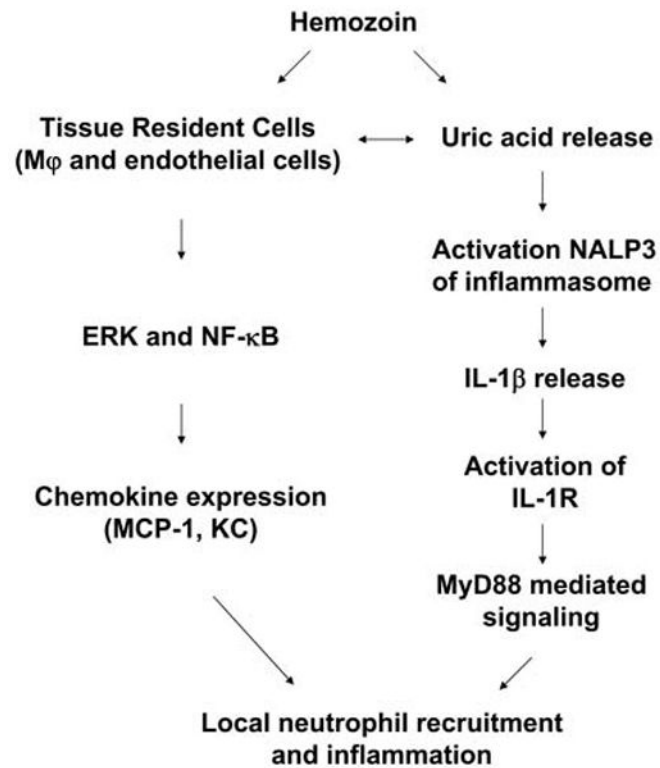 Hemozoin
Tissue Resident Cells
(Mφ and endothelial cells)
Uric acid release
Activation NALP3
of inflammasome
ERK and NF-κB
IL-1β release
Chemokine expression
(MCP-1, KC)
Activation of
IL-1R
MyD88 mediated
signaling
Local neutrophil recruitment
and inflammation